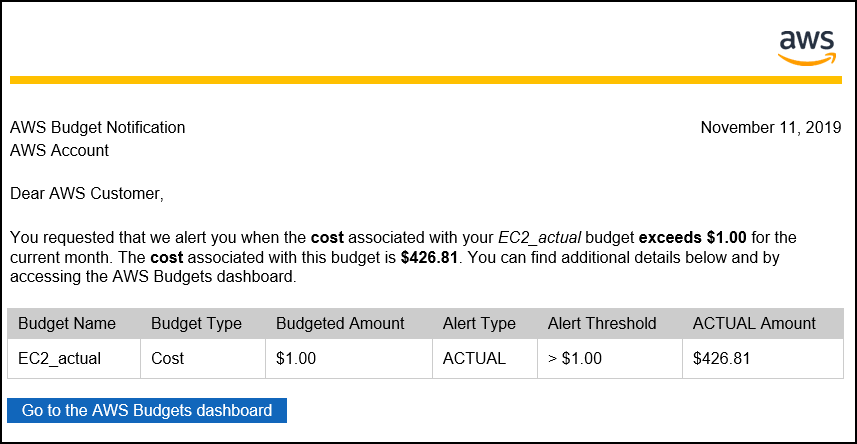 aws
AWS Budget Notification November 11, 2019
AWS Account
Dear AWS Customer,
You requested that we alert you when the cost associated with your EC2_actual budget exceeds $1.00 for the
current month. The cost associated with this budget is $426.81. You can find additional details below and by
accessing the AWS Budgets dashboard.
Budget Name Budget Type Budgeted Amount Alert Type Alert Threshold ACTUAL Amount
EC2_actual Cost $1.00 ACTUAL > $1.00 $426.81
Go to the AWS Budgets dashboard